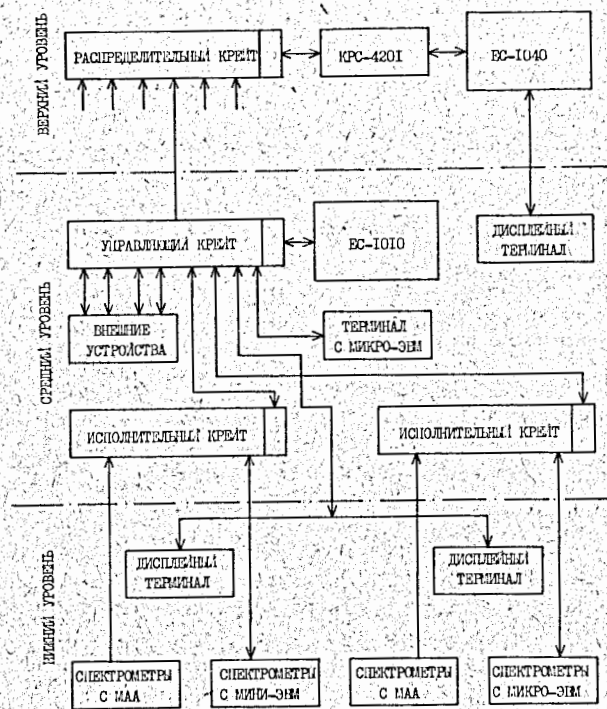 ВЕРХНИЙ УРОВЕНЬ
РАСПРЕДЕЛИТЕЛЬНЫЙ КРЕЙТ
КРС-4201
ЕС-1040
СРЕДНИЙ УРОВЕНЬ
УПРАВЛЯЮЩИЙ КРЕЙТ
ЕС-1010
ДИСПЛЕЙНЫЙ
ТЕРМИНАЛ
ВНЕШНИЕ
УСТРОЙСТВА
ТЕРМИНАЛ
С МИКРО-ЭВМ
ИСПОЛНИТЕЛЬНЫЙ КРЕЙТ
ИСПОЛНИТЕЛЬНЫЙ КРЕЙТ
НИЖНИЙ УРОВЕНЬ
ДИСПЛЕЙНЫЙ
ТЕРМИНАЛ
ДИСПЛЕЙНЫЙ
ТЕРМИНАЛ
СПЕКТРОМЕТРЫ
С МАА
СПЕКТРОМЕТРЫ
С МИНИ-ЭВМ
СПЕКТРОМЕТРЫ
С МАА
СПЕКТРОМЕТРЫ
С МИКРО-ЭВМ